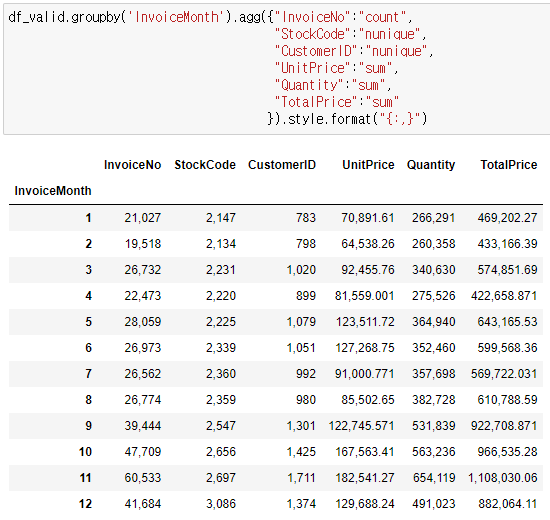 df_valid.groupby('InvoiceMonth').agg({"InvoiceNo":"count",
"StockCode":"nunique",
"CustomerID":"nunique",
"UnitPrice":"sum",
"Quantity":"sum",
"TotalPrice":"sum"
}).style.format("{:,}")
InvoiceNo StockCode CustomerID UnitPrice Quantity TotalPrice
InvoiceMonth
1 21,027 2,147 783 70,891.61 266,291 469,202.27
2 19,518 2,134 798 64,538.26 260,358 433,166.39
3 26,732 2,231 1,020 92,455.76 340,630 574,851.69
4 22,473 2,220 899 81,559.001 275,526 422,658.871
5 28,059 2,225 1,079 123,511.72 364,940 643,165.53
6 26,973 2,339 1,051 127,268.75 352,460 599,568.36
7 26,562 2,360 992 91,000.771 357,698 569,722.031
8 26,774 2,359 980 85,502.65 382,728 610,788.59
9 39,444 2,547 1,301 122,745.571 531,839 922,708.871
10 47,709 2,656 1,425 167,563.41 563,236 966,535.28
11 60,533 2,697 1,711 182,541.27 654,119 1,108,030.06
12 41,684 3,086 1,374 129,688.24 491,023 882,064.11